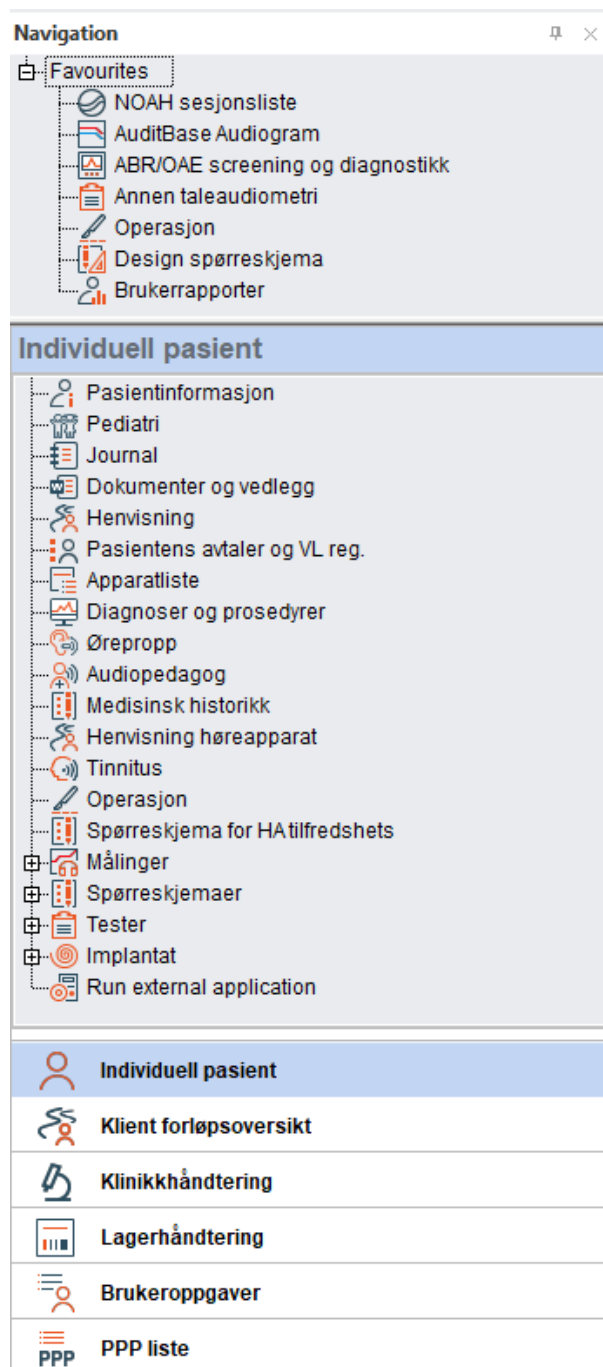 Navigation
Favourites
NOAH sesjonsliste
AuditBase Audiogram
ABR/OAE screening og diagnostikk
Annen taleaudiometri
Operasjon
Design spørreskjema
Brukerrapporter
Individuell pasient
Pasientinformasjon
Pediatri
Journal
Dokumenter og vedlegg
Henvisning
Pasientens avtaler og VL reg.
Apparatliste
Diagnoser og prosedyrer
Ørepropp
Audiopedagog
Medisinsk historikk
Henvisning høreapparat
Tinnitus
Operasjon
Spørreskjema for HA tilfredshets
Målinger
Spørreskjemaer
Tester
Implantat
Run external application
Individuell pasient
Klient forløpsoversikt
Klinikkhåndtering
Lagerhåndtering
Brukeroppgaver
PPP PPP liste